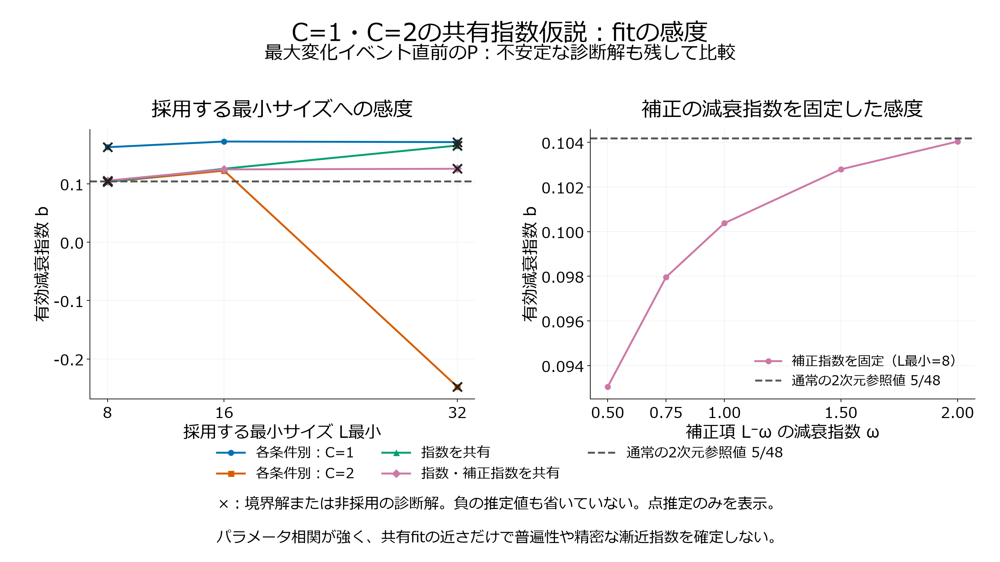 C=1・C=2の共有指数仮説：fitの感度
最大変化イベント直前のP：不安定な診断解も残して比較
採用する最小サイズへの感度
有効減衰指数 b
0.1
0.0
-0.1
-0.2
8
16
32
採用する最小サイズ L最小
補正の減衰指数を固定した感度
有効減衰指数 b
0.104
0.102
0.100
0.098
0.096
0.094
補正指数を固定（L最小=8）
通常の2次元参照値 5/48
0.50
0.75
1.00
1.50
2.00
補正項 L⁻ω の減衰指数 ω
各条件別：C=1
各条件別：C=2
指数を共有
指数・補正指数を共有
通常の2次元参照値 5/48
×：境界解または非採用の診断解。負の推定値も省いていない。点推定のみを表示。
パラメータ相関が強く、共有fitの近さだけで普遍性や精密な漸近指数を確定しない。